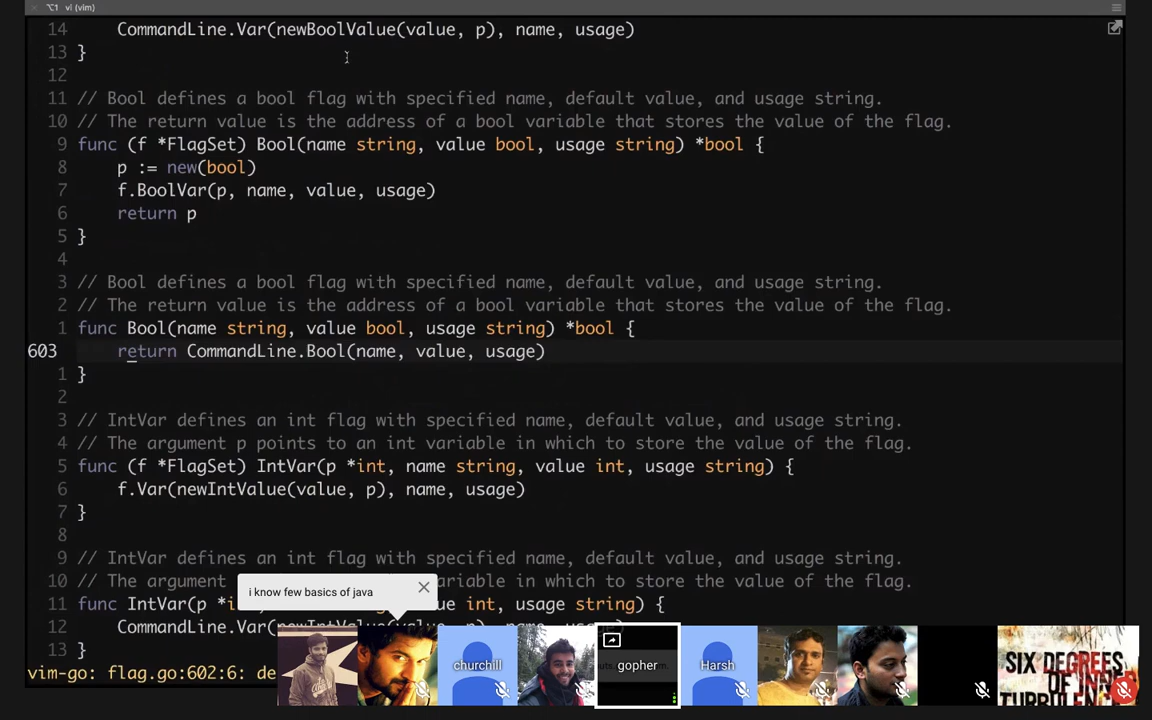 ⌥1 vi (vim)
14 CommandLine.Var(newBoolValue(value, p), name, usage)
13 }
12
11 // Bool defines a bool flag with specified name, default value, and usage string.
10 // The return value is the address of a bool variable that stores the value of the flag.
9 func (f *FlagSet) Bool(name string, value bool, usage string) *bool {
8 p := new(bool)
7 f.BoolVar(p, name, value, usage)
6 return p
5 }
4
3 // Bool defines a bool flag with specified name, default value, and usage string.
2 // The return value is the address of a bool variable that stores the value of the flag.
1 func Bool(name string, value bool, usage string) *bool {
603 return CommandLine.Bool(name, value, usage)
1 }
2
3 // IntVar defines an int flag with specified name, default value, and usage string.
4 // The argument p points to an int variable in which to store the value of the flag.
5 func (f *FlagSet) IntVar(p *int, name string, value int, usage string) {
6 f.Var(newIntValue(value, p), name, usage)
7 }
8
9 // IntVar defines an int flag with specified name, default value, and usage string.
10 // The argument variable in which to store the value of the flag.
i know few basics of java
11 func IntVar(p *i ue int, usage string) {
12 CommandLine.Var(newIntValue(value, p), name, usage)
13 }
vim-go: flag.go:602:6: de
churchill
gopher
Harsh
SIX DEGREES
OF INNER
TURBULENCE